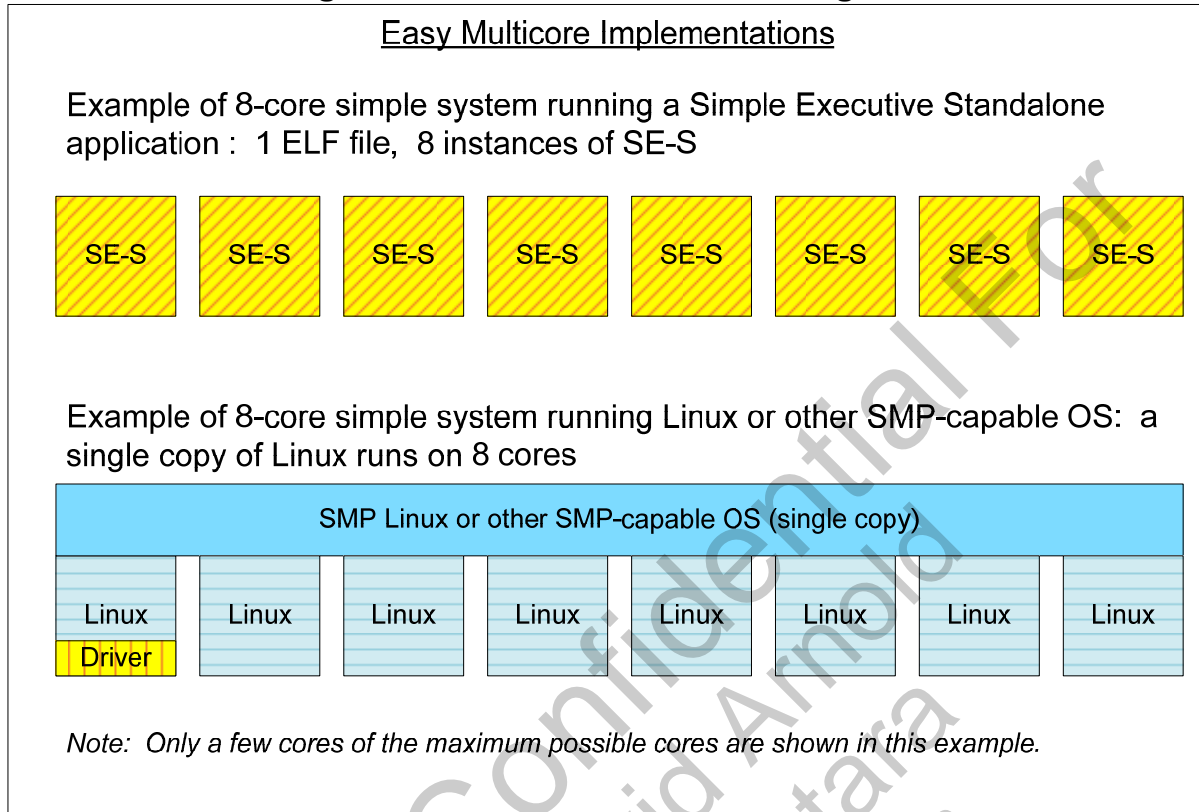 Easy Multicore Implementations
Example of 8-core simple system running a Simple Executive Standalone
application : 1 ELF file, 8 instances of SE-S
SE-S SE-S SE-S SE-S SE-S SE-S SE-S SE-S
Example of 8-core simple system running Linux or other SMP-capable OS: a
single copy of Linux runs on 8 cores
SMP Linux or other SMP-capable OS (single copy)
Linux Linux Linux Linux Linux Linux Linux Linux
Driver
Note: Only a few cores of the maximum possible cores are shown in this example.
Confidential For
Arnold